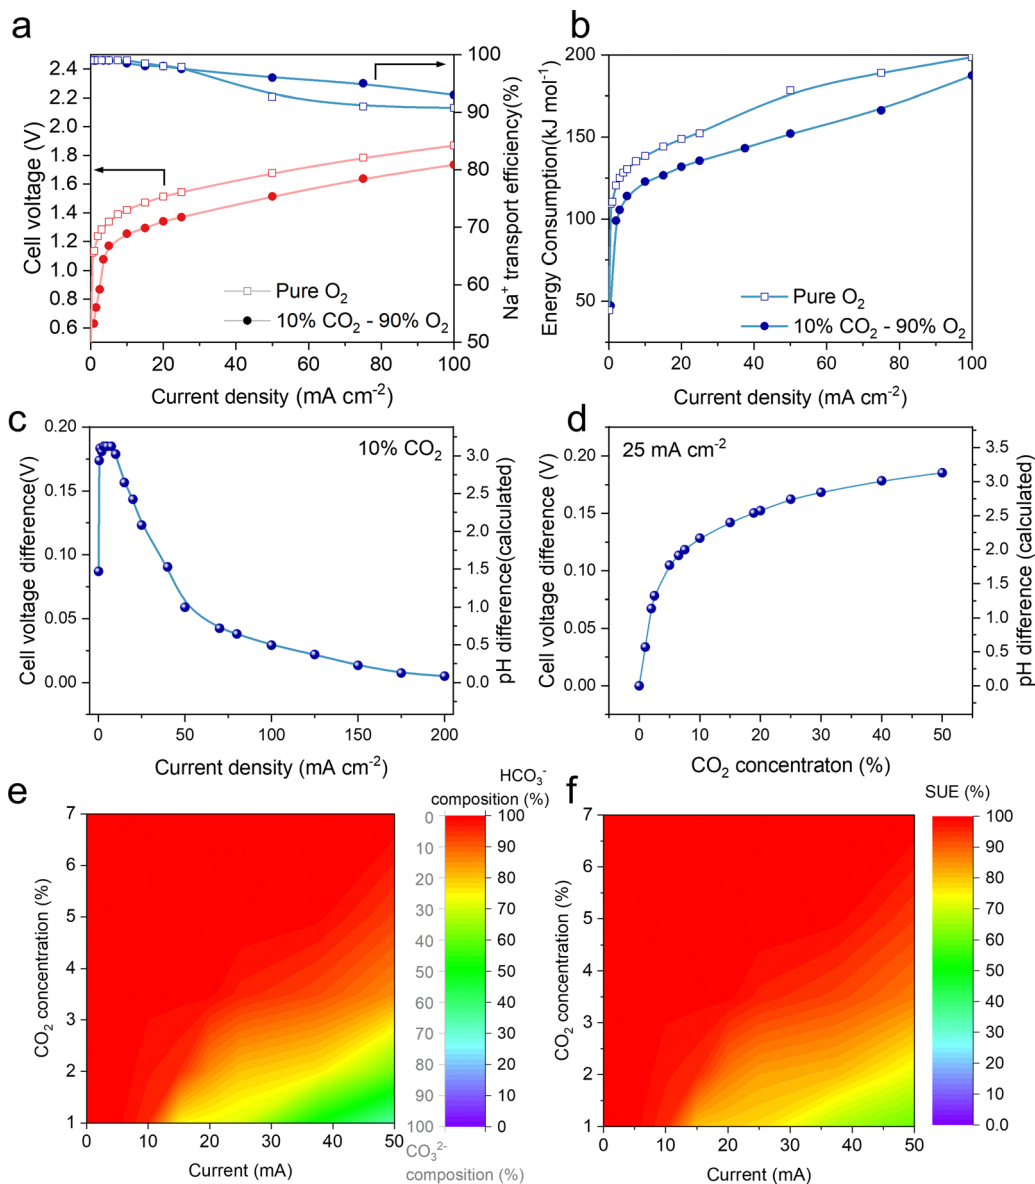 a
2.4
2.2
2.0
1.8
1.6
1.4
1.2
1.0
0.8
0.6
Cell voltage (V)
100
90
80
70
60
50
Na⁺ transport efficiency(%)
Pure O₂
10% CO₂ - 90% O₂
0 20 40 60 80 100
Current density (mA cm⁻²)
b
200
175
150
125
100
75
50
25
Energy Consumption(kJ mol⁻¹)
Pure O₂
10% CO₂ - 90% O₂
0 20 40 60 80 100
Current density (mA cm⁻²)
c
10% CO₂
0.20
0.15
0.10
0.05
0.00
Cell voltage difference(V)
3.0
2.5
2.0
1.5
1.0
0.5
0.0
pH difference(calculated)
0 50 100 150 200
Current density (mA cm⁻²)
d
25 mA cm⁻²
0.20
0.15
0.10
0.05
0.00
Cell voltage difference (V)
3.5
3.0
2.5
2.0
1.5
1.0
0.5
0.0
pH difference (calculated)
0 10 20 30 40 50
CO₂ concentraton (%)
e
7
6
5
4
3
2
1
CO₂ concentration (%)
0 10 20 30 40 50
Current (mA)
HCO₃⁻
composition (%)
0 100
10 90
20 80
30 70
40 60
50 50
60 40
70 30
80 20
90 10
100 0
CO₃²⁻
composition (%)
f
7
6
5
4
3
2
1
CO₂ concentration (%)
0 10 20 30 40 50
Current (mA)
SUE (%)
100
90
80
70
60
50
40
30
20
10
0.0